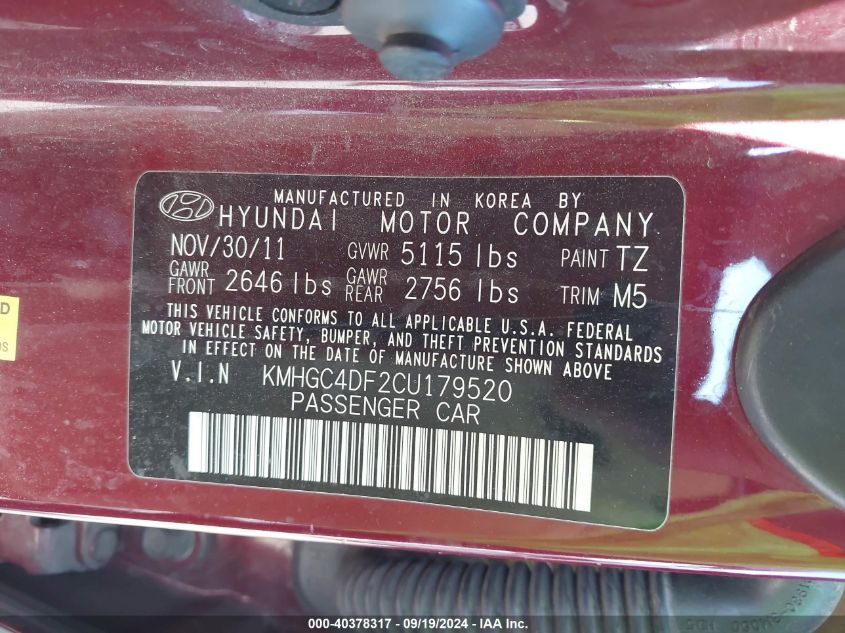 MANUFACTURED IN KOREA BY
HYUNDAI MOTOR COMPANY
NOV/30/11 GVWR 5115 lbs PAINT TZ
GAWR FRONT 2646 lbs GAWR REAR 2756 lbs TRIM M5
THIS VEHICLE CONFORMS TO ALL APPLICABLE U.S.A. FEDERAL
MOTOR VEHICLE SAFETY, BUMPER, AND THEFT PREVENTION STANDARDS
IN EFFECT ON THE DATE OF MANUFACTURE SHOWN ABOVE
V.I.N KMHGC4DF2CU179520
PASSENGER CAR
000-40378317 - 09/19/2024 - IAA